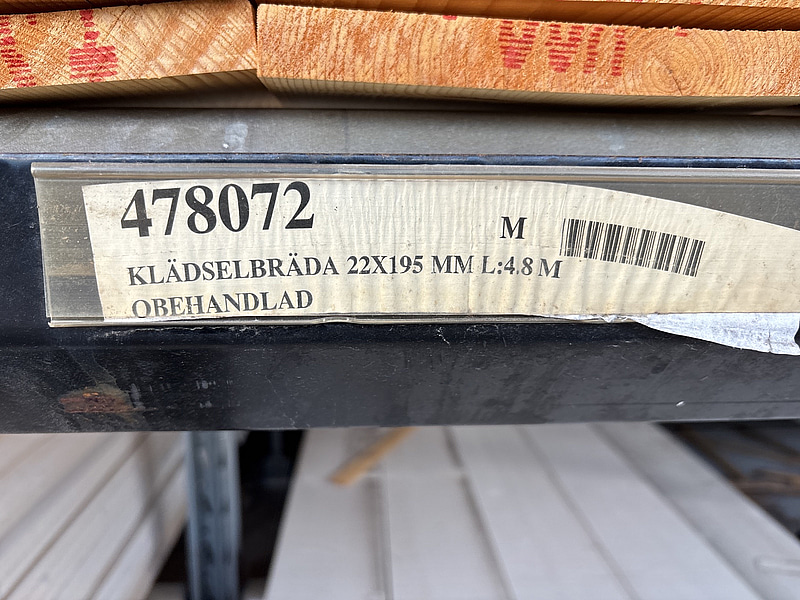 478072
M
KLÄDSELBRÄDA 22X195 MM L:4.8 M
OBEHANDLAD